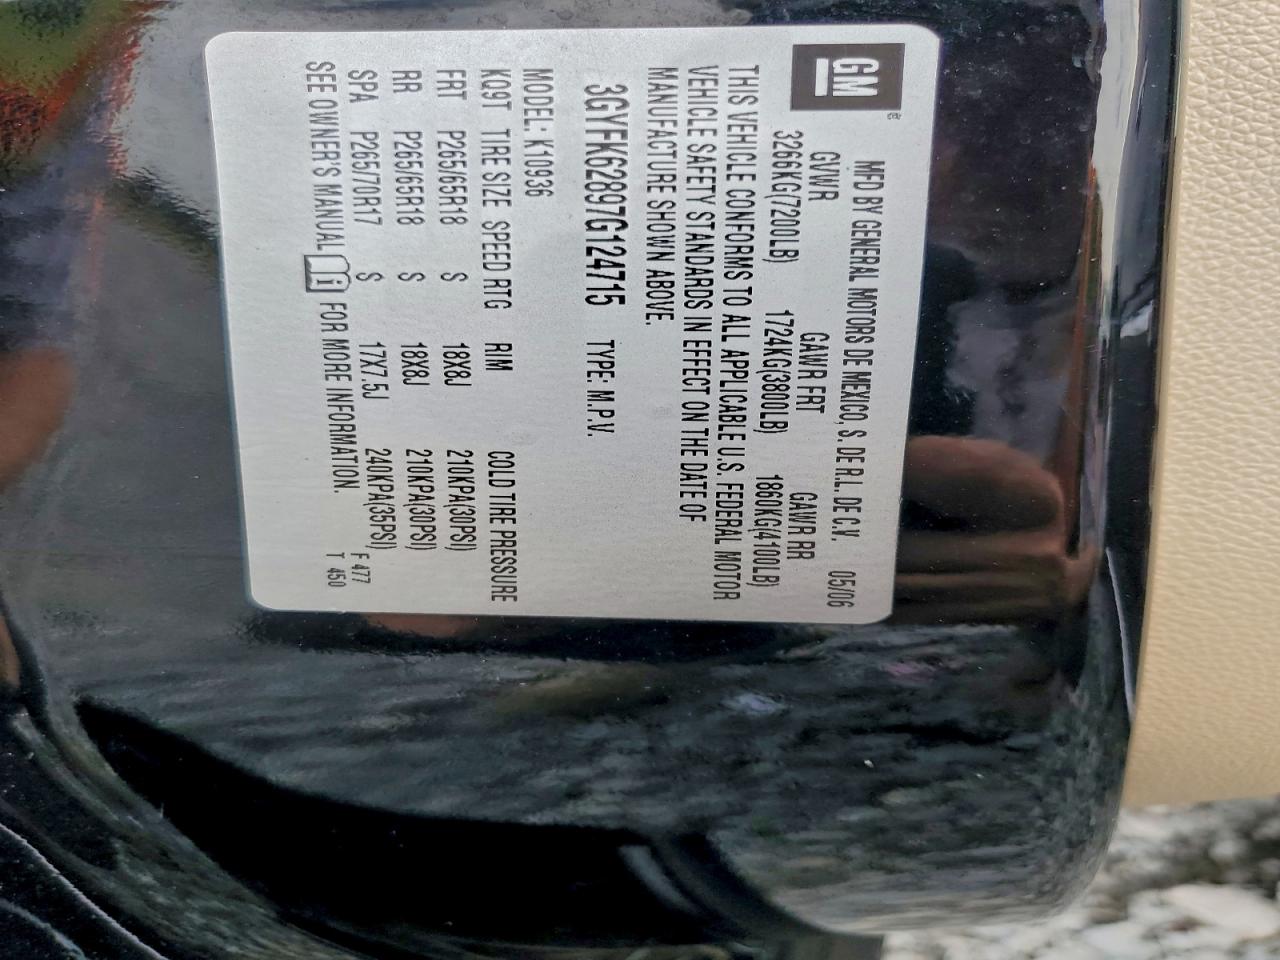 GM®
MFD BY GENERAL MOTORS DE MEXICO, S. DE R.L. DE C.V. 05/06
GVWR GAWR FRT GAWR RR
3266KG(7200LB) 1724KG(3800LB) 1860KG(4100LB)
THIS VEHICLE CONFORMS TO ALL APPLICABLE U.S. FEDERAL MOTOR
VEHICLE SAFETY STANDARDS IN EFFECT ON THE DATE OF
MANUFACTURE SHOWN ABOVE.
3GYFK62897G124715 TYPE: M.P.V.
MODEL: K10936
KQ9T TIRE SIZE SPEED RTG RIM COLD TIRE PRESSURE
FRT P265/65R18 S 18X8J 210KPA(30PSI)
RR P265/65R18 S 18X8J 210KPA(30PSI)
SPA P265/70R17 S 17X7.5J 240KPA(35PSI)
SEE OWNER'S MANUAL i FOR MORE INFORMATION.
F 477
T 450